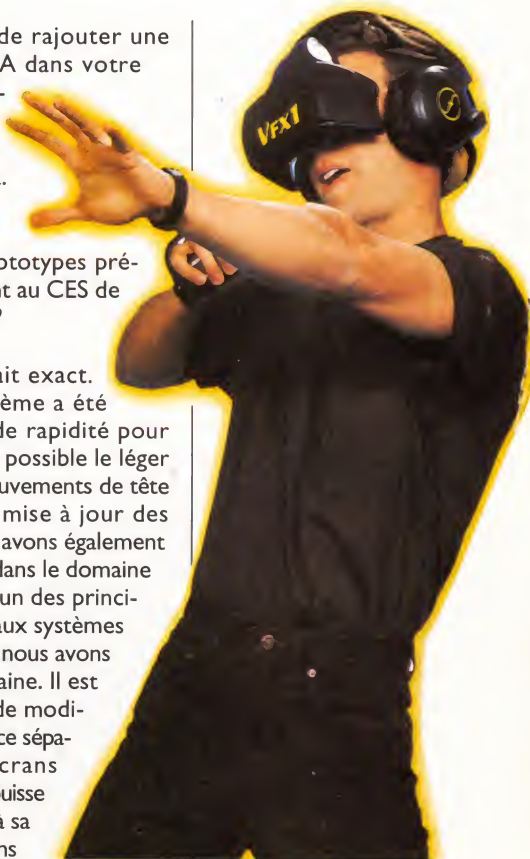 de rajouter une
A dans votre
-
.
ototypes pré-
nt au CES de
?
ait exact.
ème a été
de rapidité pour
possible le léger
uvements de tête
mise à jour des
avons également
dans le domaine
un des princi-
aux systèmes
nous avons
aine. Il est
de modi-
ce sépa-
crans
uisse
à sa
ns
VFX1